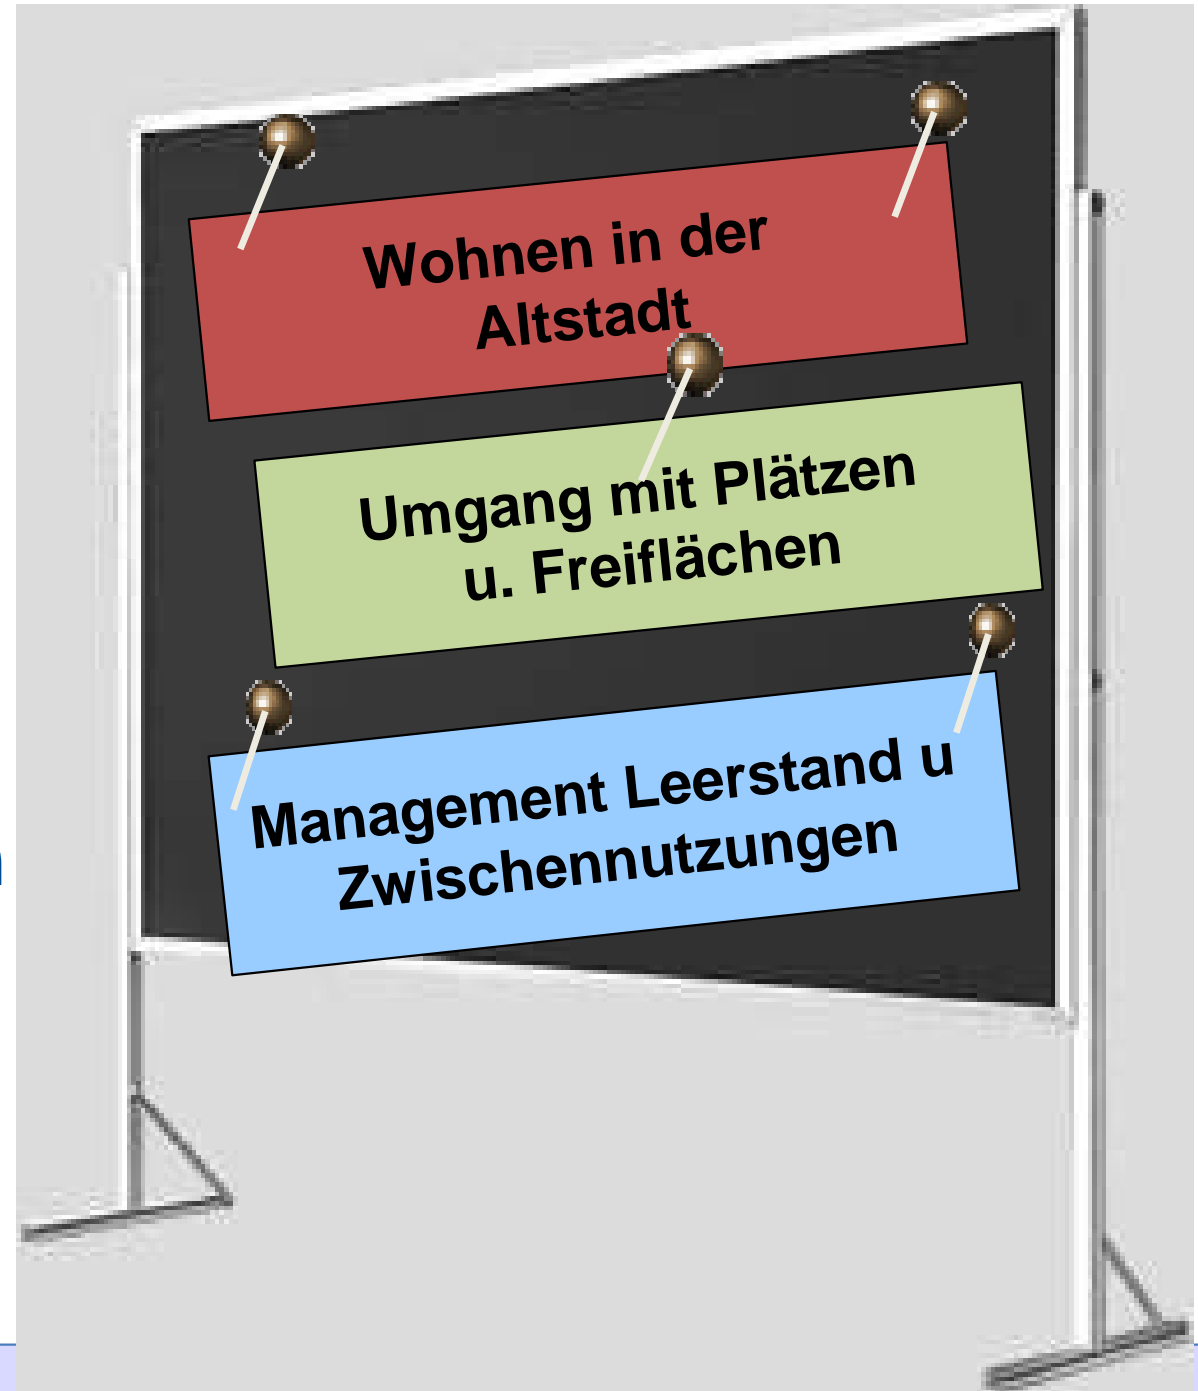 Wohnen in der
Altstadt
Umgang mit Plätzen
u. Freiflächen
Management Leerstand u
Zwischennutzungen